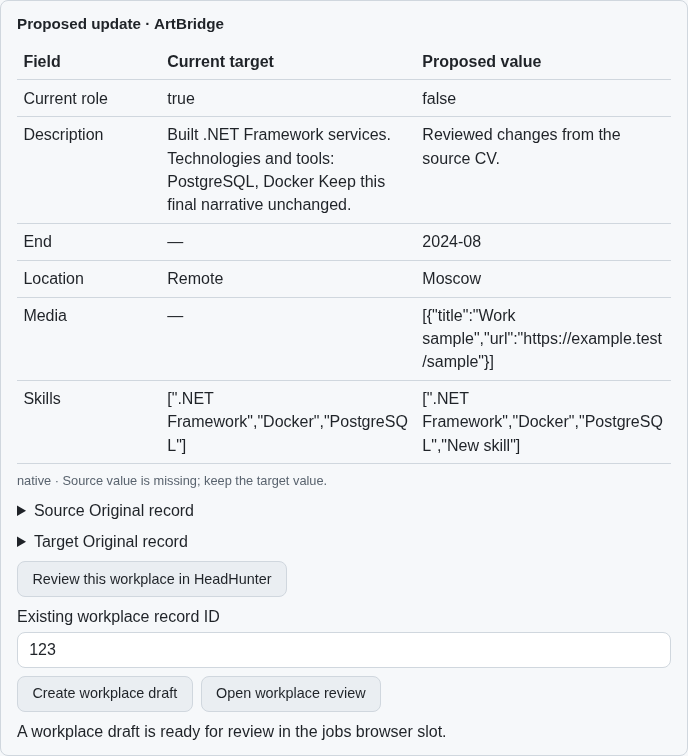 Proposed update · ArtBridge
Field Current target Proposed value
Current role true false
Description Built .NET Framework services. Reviewed changes from the
Technologies and tools: source CV.
PostgreSQL, Docker Keep this
final narrative unchanged.
End — 2024-08
Location Remote Moscow
Media — [{"title":"Work
sample","url":"https://example.test
/sample"}]
Skills [".NET [".NET
Framework","Docker","PostgreSQ Framework","Docker","PostgreSQ
L"] L","New skill"]
native · Source value is missing; keep the target value.
Source Original record
Target Original record
Review this workplace in HeadHunter
Existing workplace record ID
123
Create workplace draft Open workplace review
A workplace draft is ready for review in the jobs browser slot.